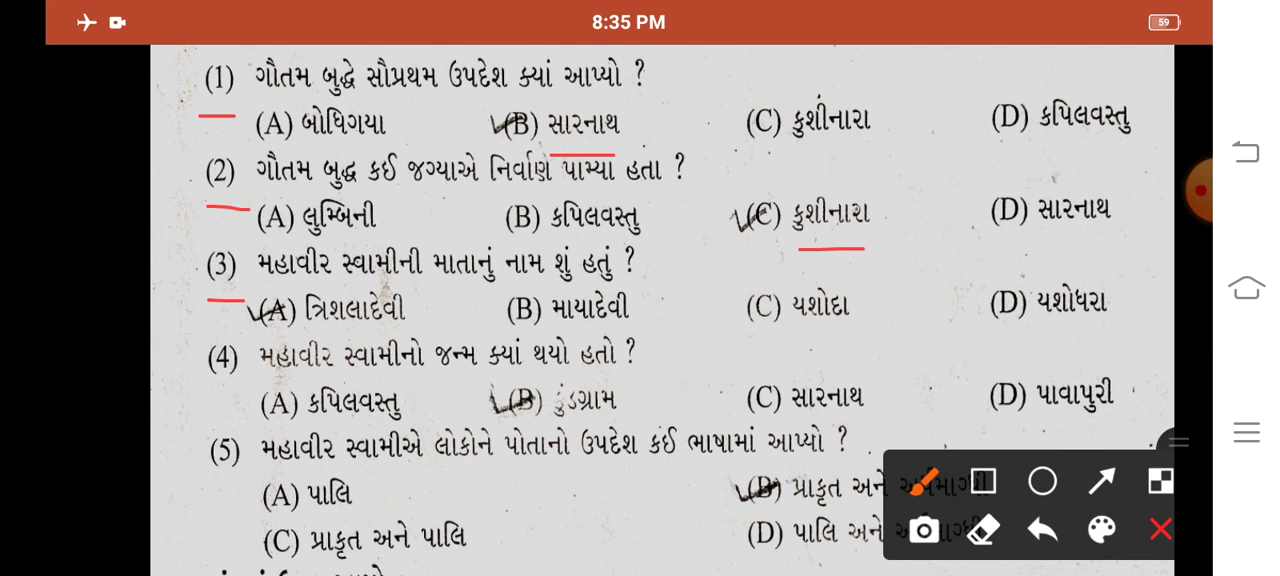 8:35 PM
59
(1) ગૌતમ બુદ્ધે સૌપ્રથમ ઉપદેશ ક્યાં આપ્યો ?
(A) બોધિગયા (B) સારનાથ (C) કુશીનારા (D) કપિલવસ્તુ
(2) ગૌતમ બુદ્ધ કઈ જગ્યાએ નિર્વાણ પામ્યા હતા ?
(A) લુમ્બિની (B) કપિલવસ્તુ (C) કુશીનારા (D) સારનાથ
(3) મહાવીર સ્વામીની માતાનું નામ શું હતું ?
(A) ત્રિશલાદેવી (B) માયાદેવી (C) યશોદા (D) યશોધરા
(4) મહાવીર સ્વામીનો જન્મ ક્યાં થયો હતો ?
(A) કપિલવસ્તુ (B) કુંડગ્રામ (C) સારનાથ (D) પાવાપુરી
(5) મહાવીર સ્વામીએ લોકોને પોતાનો ઉપદેશ કઈ ભાષામાં આપ્યો ?
(A) પાલિ (B) પ્રાકૃત અને
(C) પ્રાકૃત અને પાલિ (D) પાલિ અને